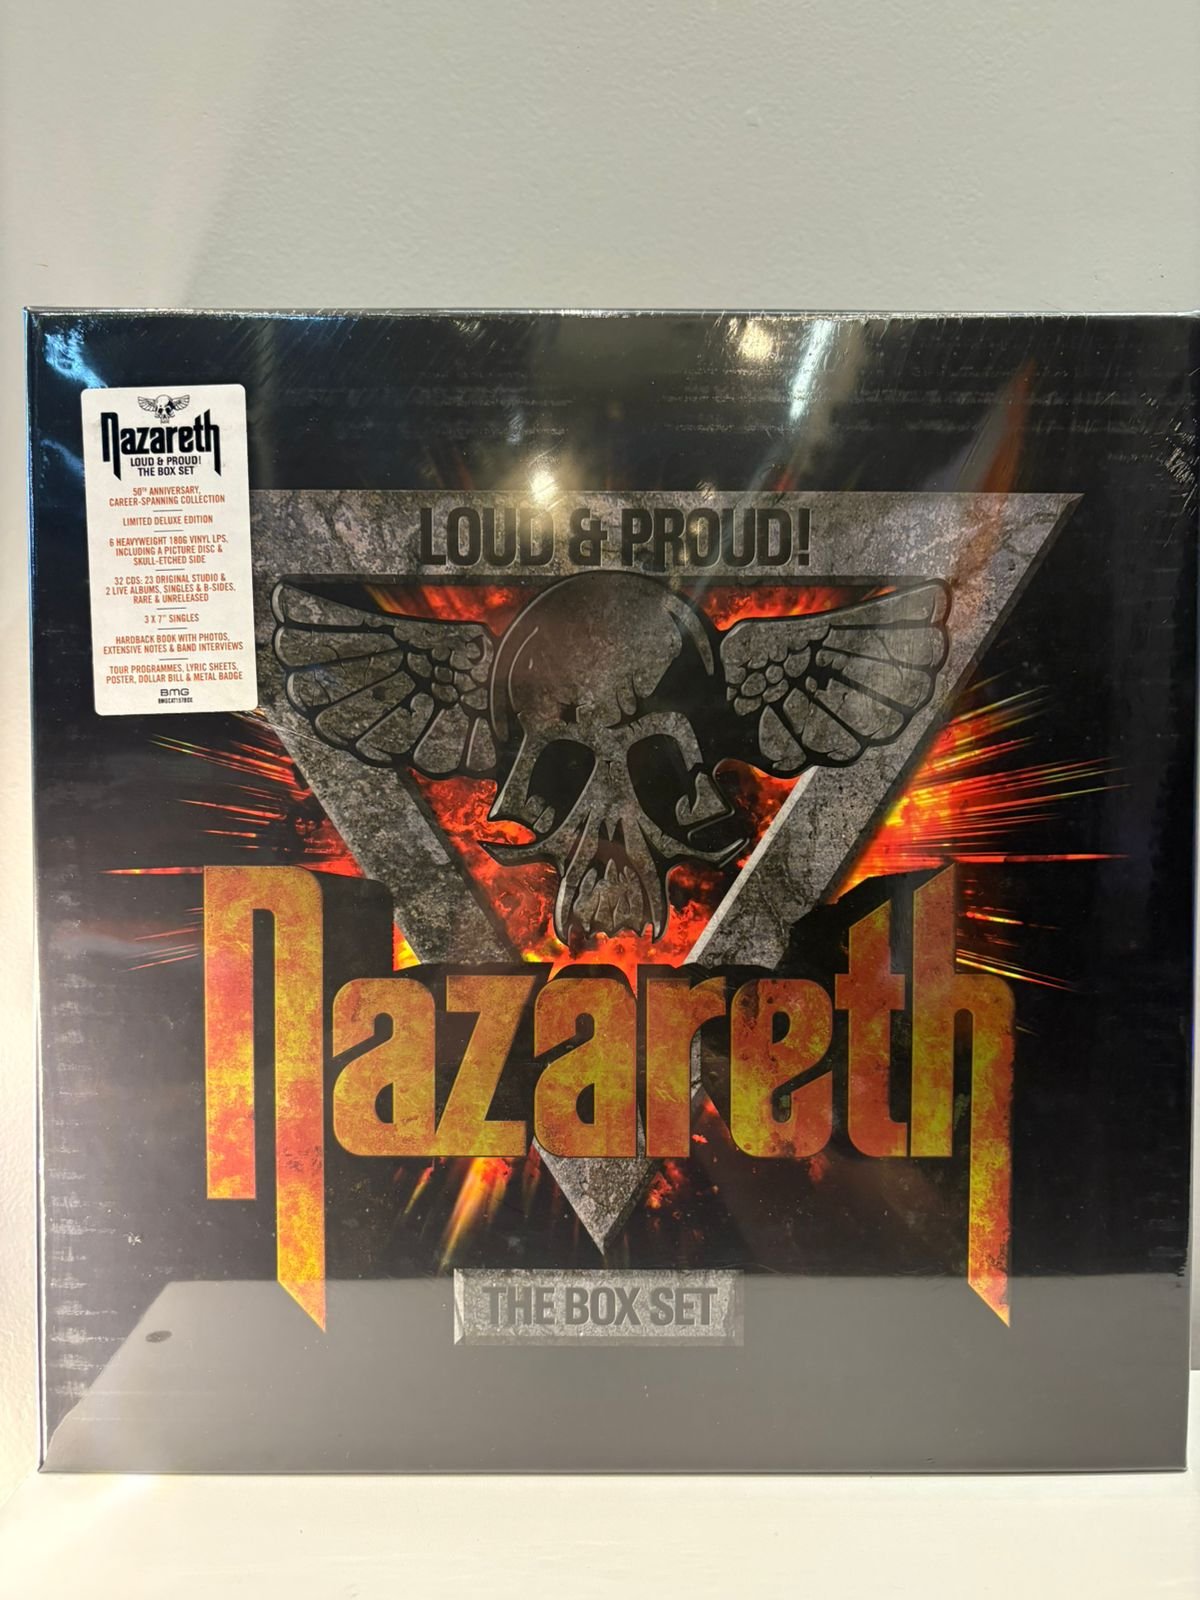 Nazareth
LOUD & PROUD!
THE BOX SET
50TH ANNIVERSARY,
CAREER-SPANNING COLLECTION
LIMITED DELUXE EDITION
6 HEAVYWEIGHT 180G VINYL LPS,
INCLUDING A PICTURE DISC &
SKULL-ETCHED SIDE
32 CDS: 23 ORIGINAL STUDIO &
2 LIVE ALBUMS, SINGLES & B-SIDES,
RARE & UNRELEASED
3 X 7" SINGLES
HARDBACK BOOK WITH PHOTOS,
EXTENSIVE NOTES & BAND INTERVIEWS
TOUR PROGRAMMES, LYRIC SHEETS,
POSTER, DOLLAR BILL & METAL BADGE
BMG
BMGCAT157BOX
LOUD & PROUD!
Nazareth
THE BOX SET